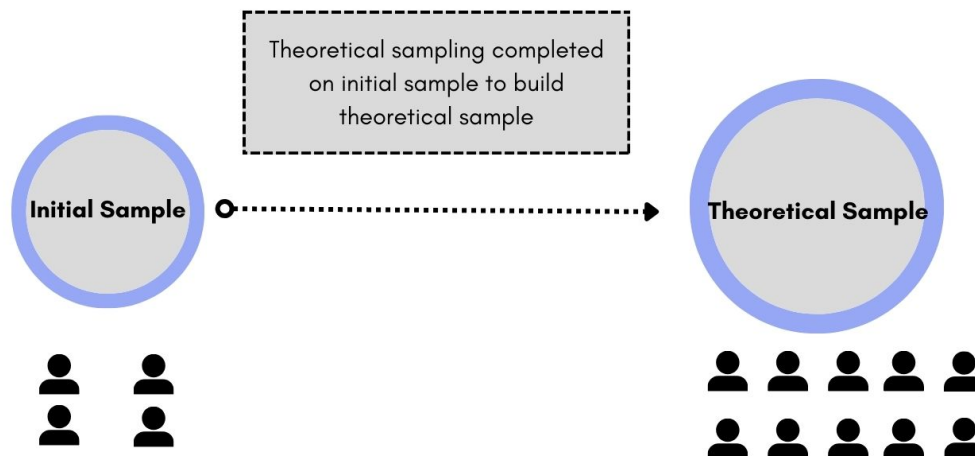 Theoretical sampling completed
on initial sample to build
theoretical sample
Initial Sample
Theoretical Sample